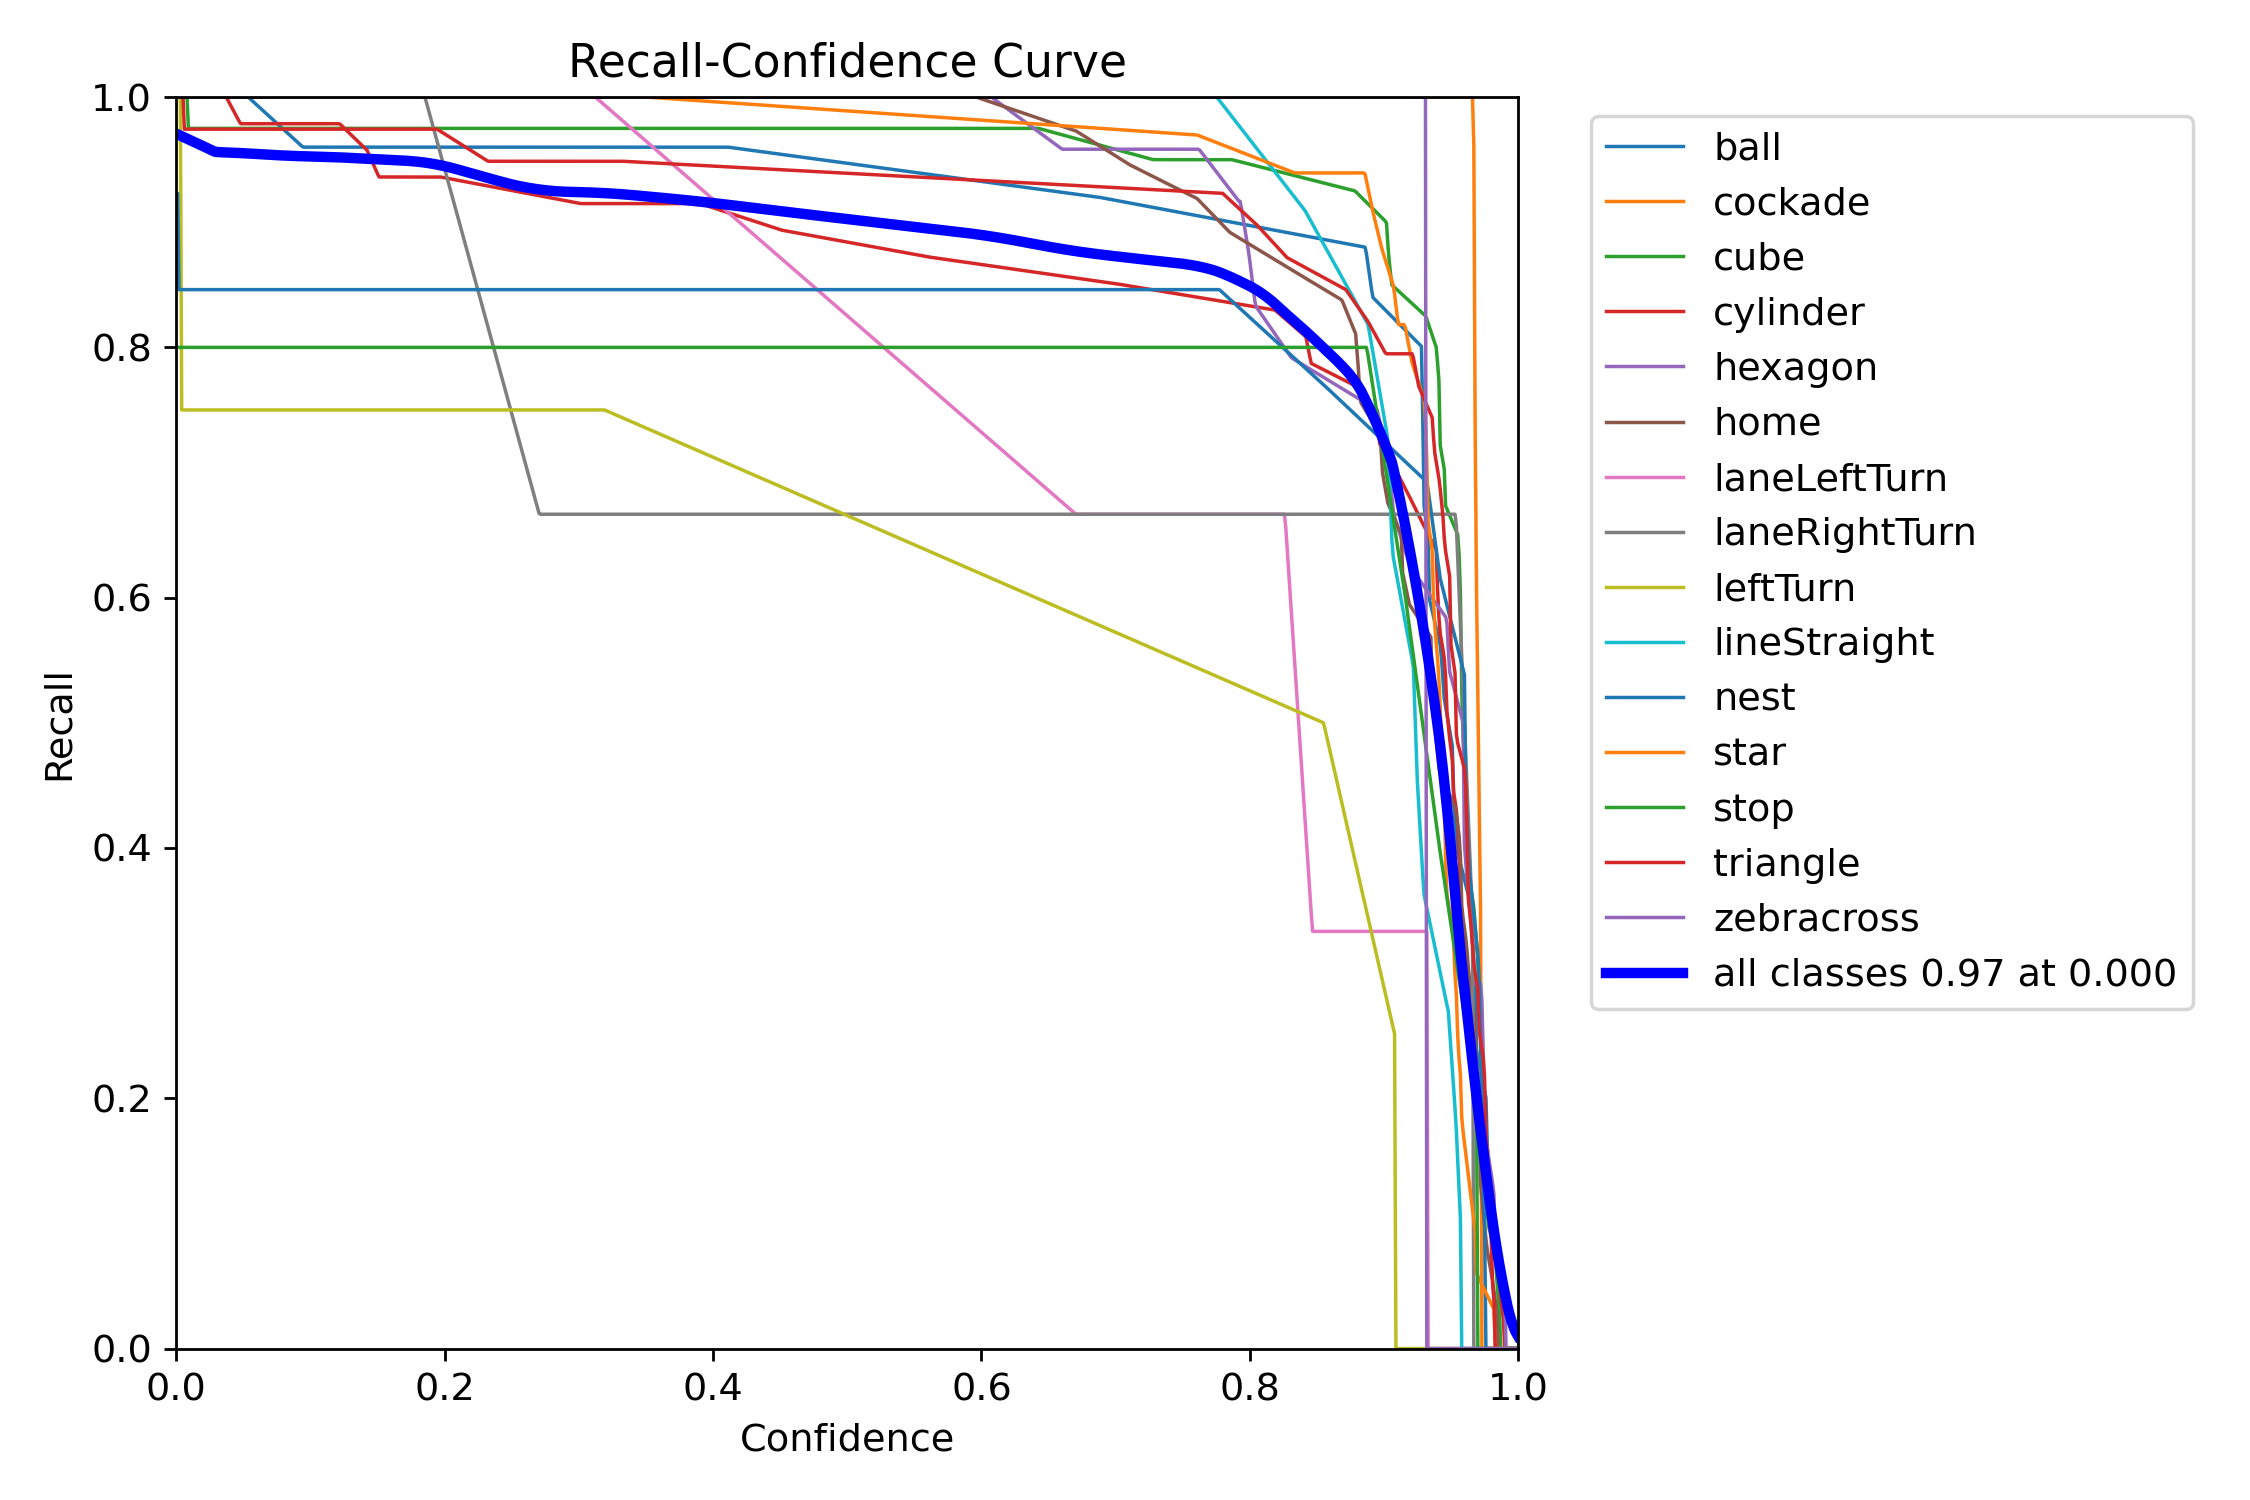 Recall-Confidence Curve
1.0
0.8
0.6
0.4
0.2
0.0
Recall
0.0 0.2 0.4 0.6 0.8 1.0
Confidence
ball
cockade
cube
cylinder
hexagon
home
laneLeftTurn
laneRightTurn
leftTurn
lineStraight
nest
star
stop
triangle
zebracross
all classes 0.97 at 0.000